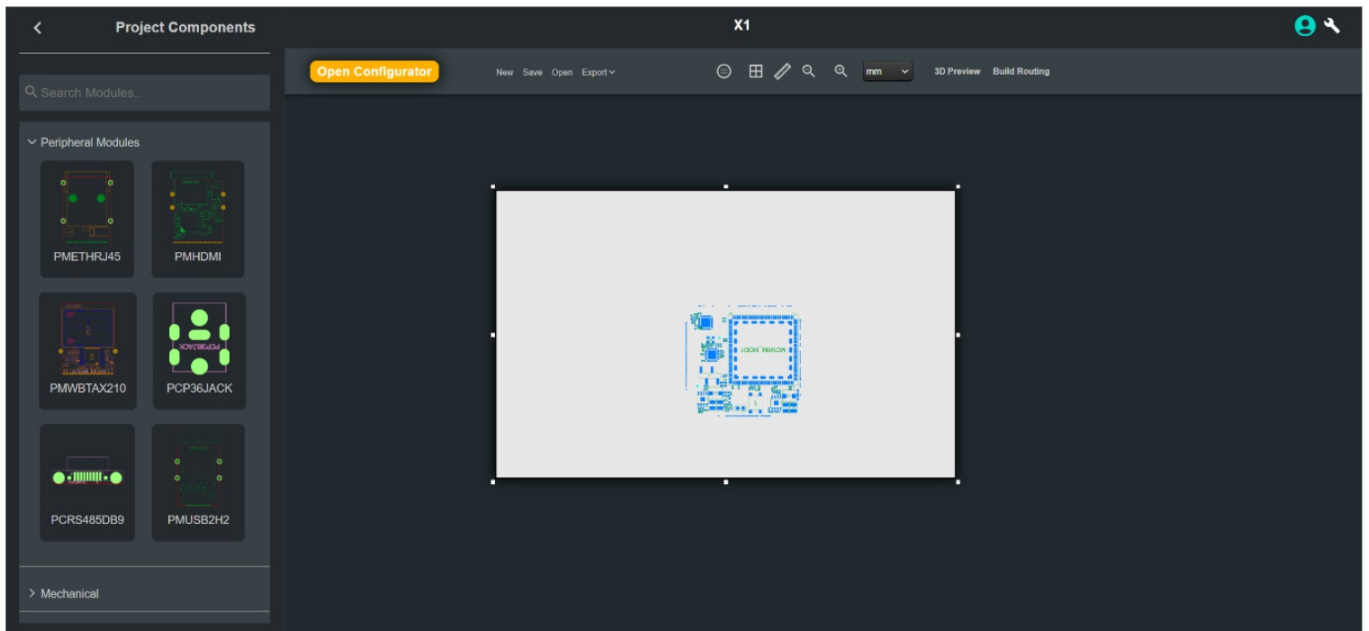 Project Components
X1
Open Configurator
New Save Open Export
mm
3D Preview Build Routing
Search Modules..
Peripheral Modules
PMETHRJ45
PMHDMI
PMWBTAX210
PCP36JACK
PCP36JACK
PCRS485DB9
PMUSB2H2
Mechanical